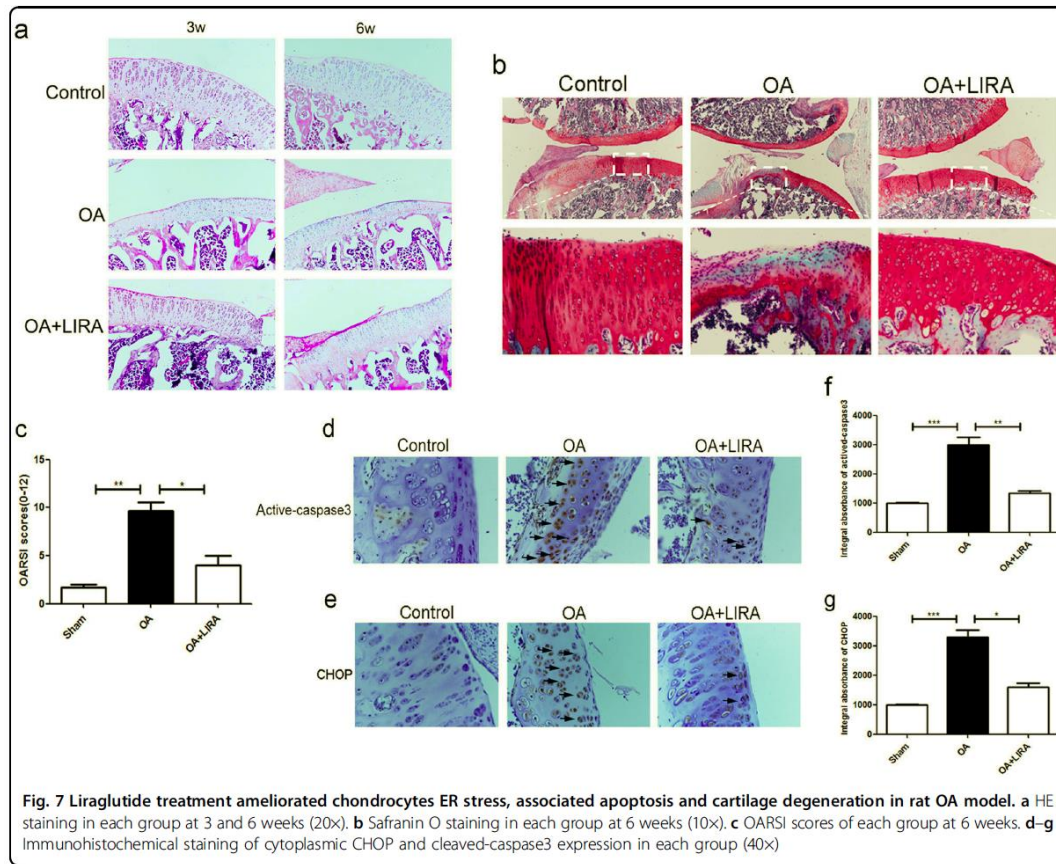 a
3w 6w
Control
OA
OA+LIRA
b
Control OA OA+LIRA
c
OARSI scores(0-12)
15
10
5
0
** *
Sham OA OA+LIRA
d
Control OA OA+LIRA
Active-caspase3
e
Control OA OA+LIRA
CHOP
f
Integral absorbance of actived-caspase3
4000
3000
2000
1000
0
*** **
Sham OA OA+LIRA
g
Integral absorbance of CHOP
4000
3000
2000
1000
0
*** *
Sham OA OA+LIRA
Fig. 7 Liraglutide treatment ameliorated chondrocytes ER stress, associated apoptosis and cartilage degeneration in rat OA model. a HE
staining in each group at 3 and 6 weeks (20×). b Safranin O staining in each group at 6 weeks (10×). c OARSI scores of each group at 6 weeks. d–g
Immunohistochemical staining of cytoplasmic CHOP and cleaved-caspase3 expression in each group (40×)